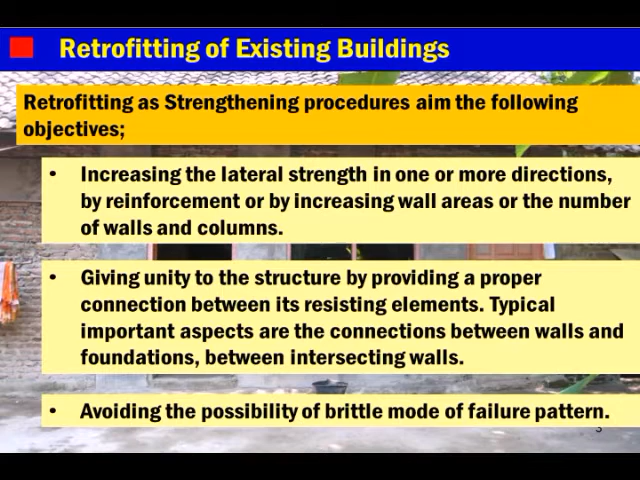 Retrofitting of Existing Buildings
Retrofitting as Strengthening procedures aim the following
objectives;
• Increasing the lateral strength in one or more directions,
by reinforcement or by increasing wall areas or the number
of walls and columns.
• Giving unity to the structure by providing a proper
connection between its resisting elements. Typical
important aspects are the connections between walls and
foundations, between intersecting walls.
• Avoiding the possibility of brittle mode of failure pattern.
3